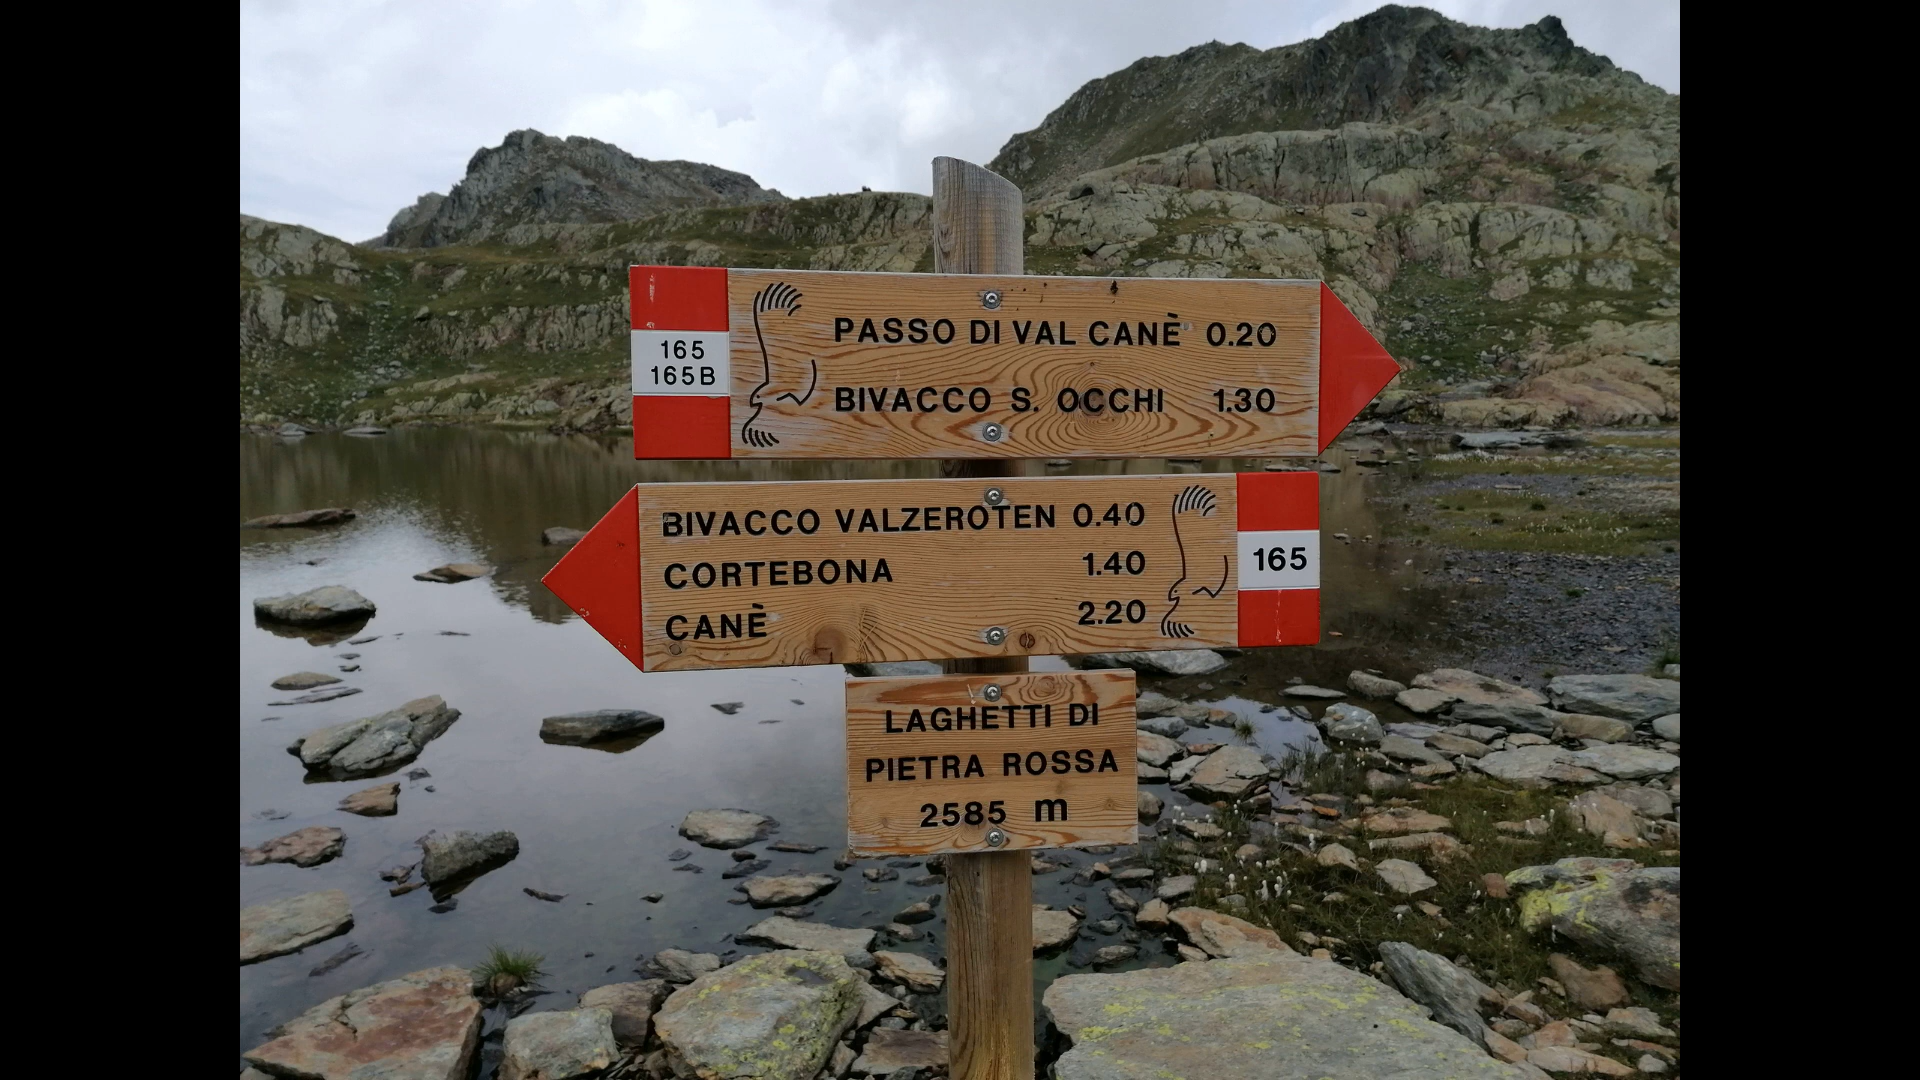 165
165B
PASSO DI VAL CANÈ 0.20
BIVACCO S. OCCHI 1.30
BIVACCO VALZEROTEN 0.40
CORTEBONA 1.40
CANÈ 2.20
165
LAGHETTI DI
PIETRA ROSSA
2585 m